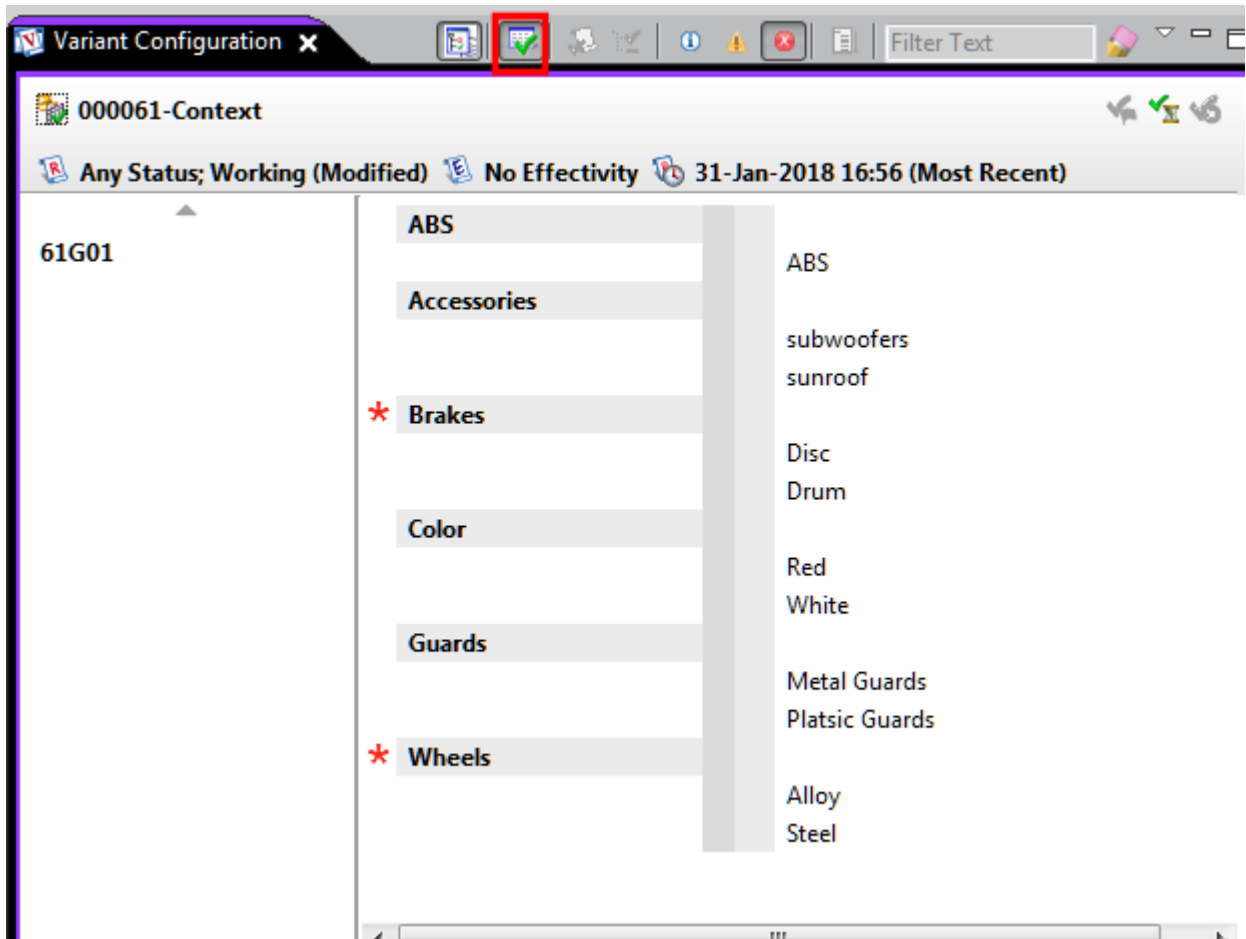 Variant Configuration
Filter Text
000061-Context
Any Status; Working (Modified) No Effectivity 31-Jan-2018 16:56 (Most Recent)
61G01
ABS
ABS
Accessories
subwoofers
sunroof
* Brakes
Disc
Drum
Color
Red
White
Guards
Metal Guards
Platsic Guards
* Wheels
Alloy
Steel